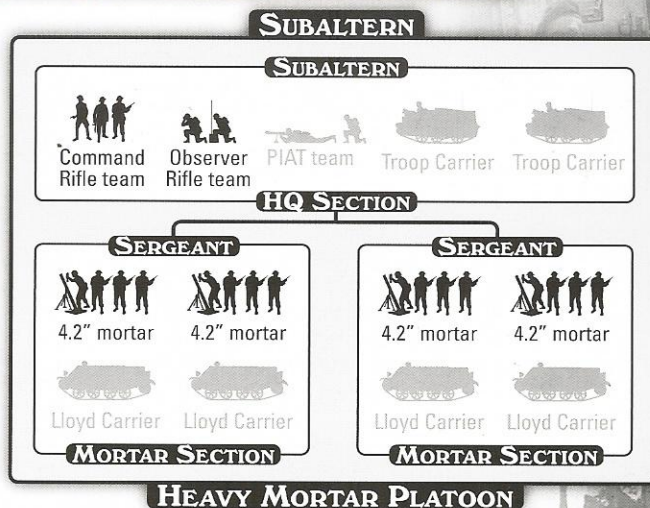 SUBALTERN
SUBALTERN
Command
Rifle team
Observer
Rifle team
PIAT team
Troop Carrier
Troop Carrier
HQ SECTION
SERGEANT
4.2” mortar
4.2” mortar
Lloyd Carrier
Lloyd Carrier
MORTAR SECTION
SERGEANT
4.2” mortar
4.2” mortar
Lloyd Carrier
Lloyd Carrier
MORTAR SECTION
HEAVY MORTAR PLATOON